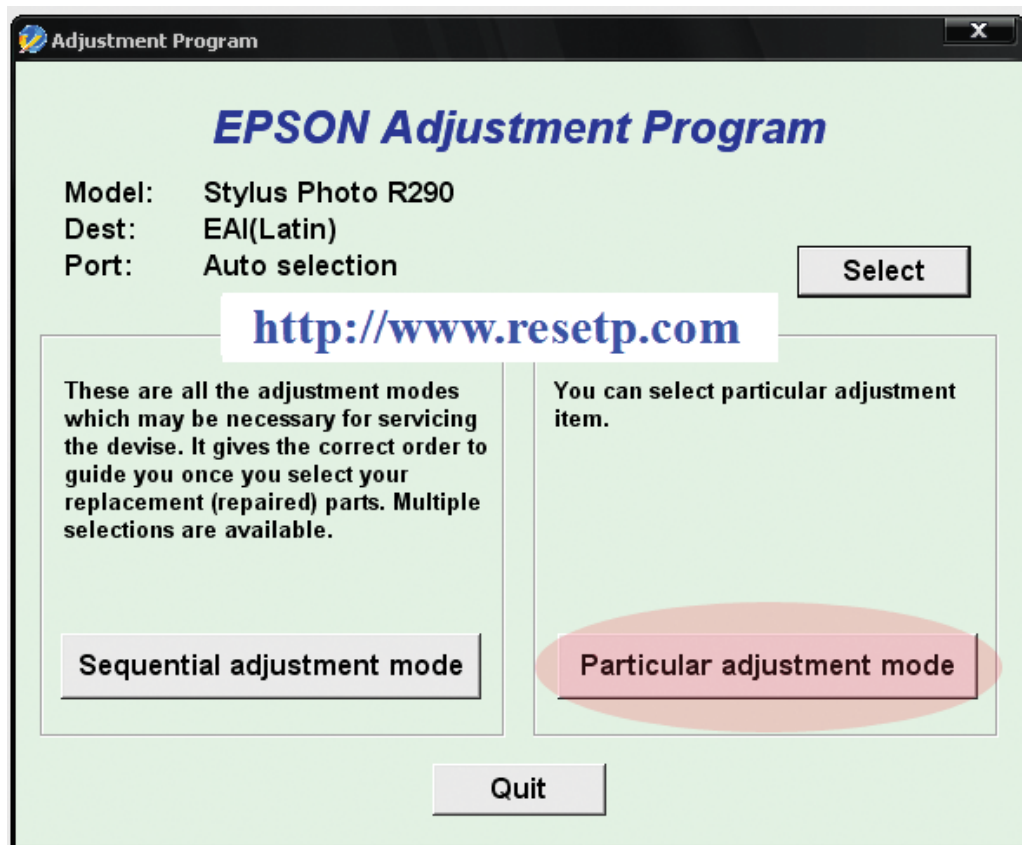 Adjustment Program
X
EPSON Adjustment Program
Model: Stylus Photo R290
Dest: EAI(Latin)
Port: Auto selection
Select
http://www.resetp.com
These are all the adjustment modes
which may be necessary for servicing
the devise. It gives the correct order to
guide you once you select your
replacement (repaired) parts. Multiple
selections are available.
Sequential adjustment mode
You can select particular adjustment
item.
Particular adjustment mode
Quit